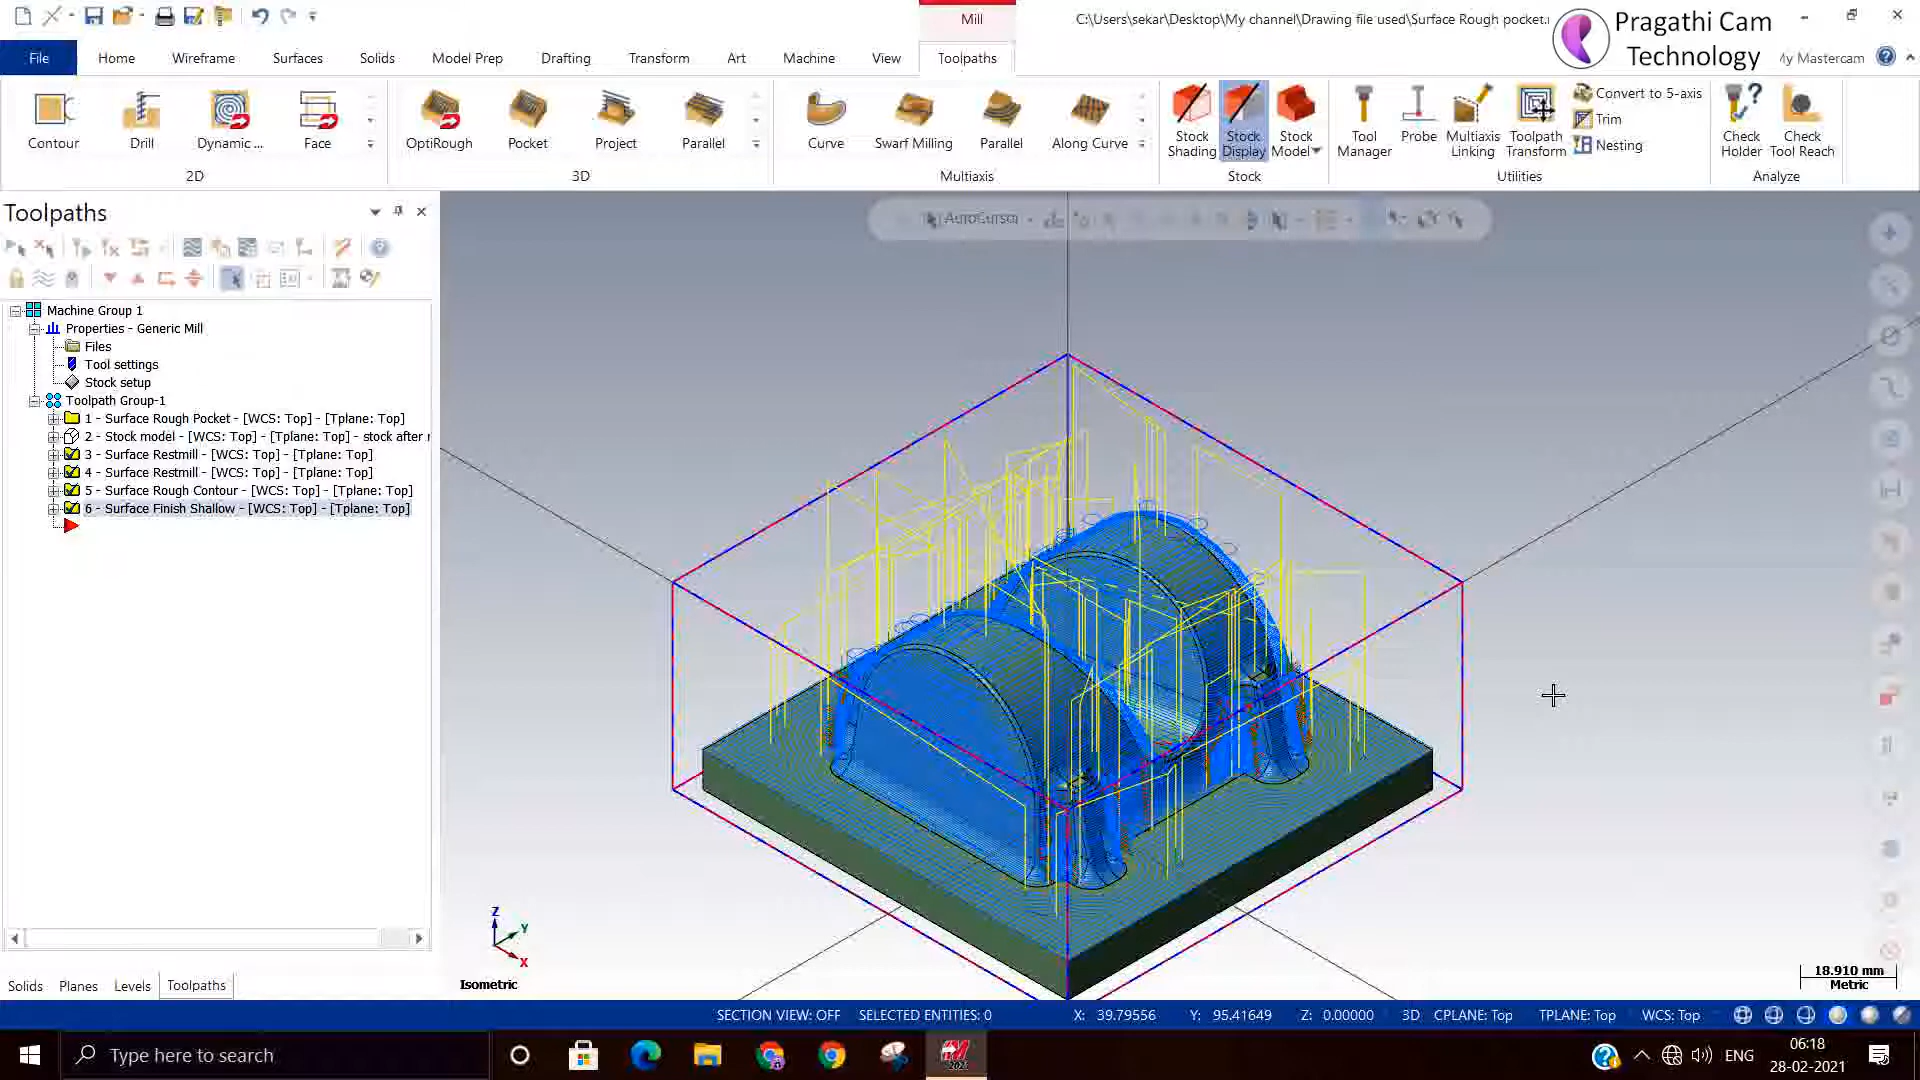 Mill
C:\Users\sekar\Desktop\My channel\Drawing file used\Surface Rough pocket.
Pragathi Cam
Technology
File
Home
Wireframe
Surfaces
Solids
Model Prep
Drafting
Transform
Art
Machine
View
Toolpaths
My Mastercam
Contour
Drill
Dynamic ...
Face
OptiRough
Pocket
Project
Parallel
Curve
Swarf Milling
Parallel
Along Curve
Stock
Shading
Stock
Display
Stock
Model
Tool
Manager
Probe
Multiaxis
Linking
Toolpath
Transform
Convert to 5-axis
Trim
Nesting
Check
Holder
Check
Tool Reach
2D
3D
Multiaxis
Stock
Utilities
Analyze
Toolpaths
AutoCursor
Machine Group 1
Properties - Generic Mill
Files
Tool settings
Stock setup
Toolpath Group-1
1 - Surface Rough Pocket - [WCS: Top] - [Tplane: Top]
2 - Stock model - [WCS: Top] - [Tplane: Top] - stock after
3 - Surface Restmill - [WCS: Top] - [Tplane: Top]
4 - Surface Restmill - [WCS: Top] - [Tplane: Top]
5 - Surface Rough Contour - [WCS: Top] - [Tplane: Top]
6 - Surface Finish Shallow - [WCS: Top] - [Tplane: Top]
Z
Y
X
Isometric
18.910 mm
Metric
Solids
Planes
Levels
Toolpaths
SECTION VIEW: OFF
SELECTED ENTITIES: 0
X: 39.79556
Y: 95.41649
Z: 0.00000
3D
CPLANE: Top
TPLANE: Top
WCS: Top
Type here to search
ENG
06:18
28-02-2021